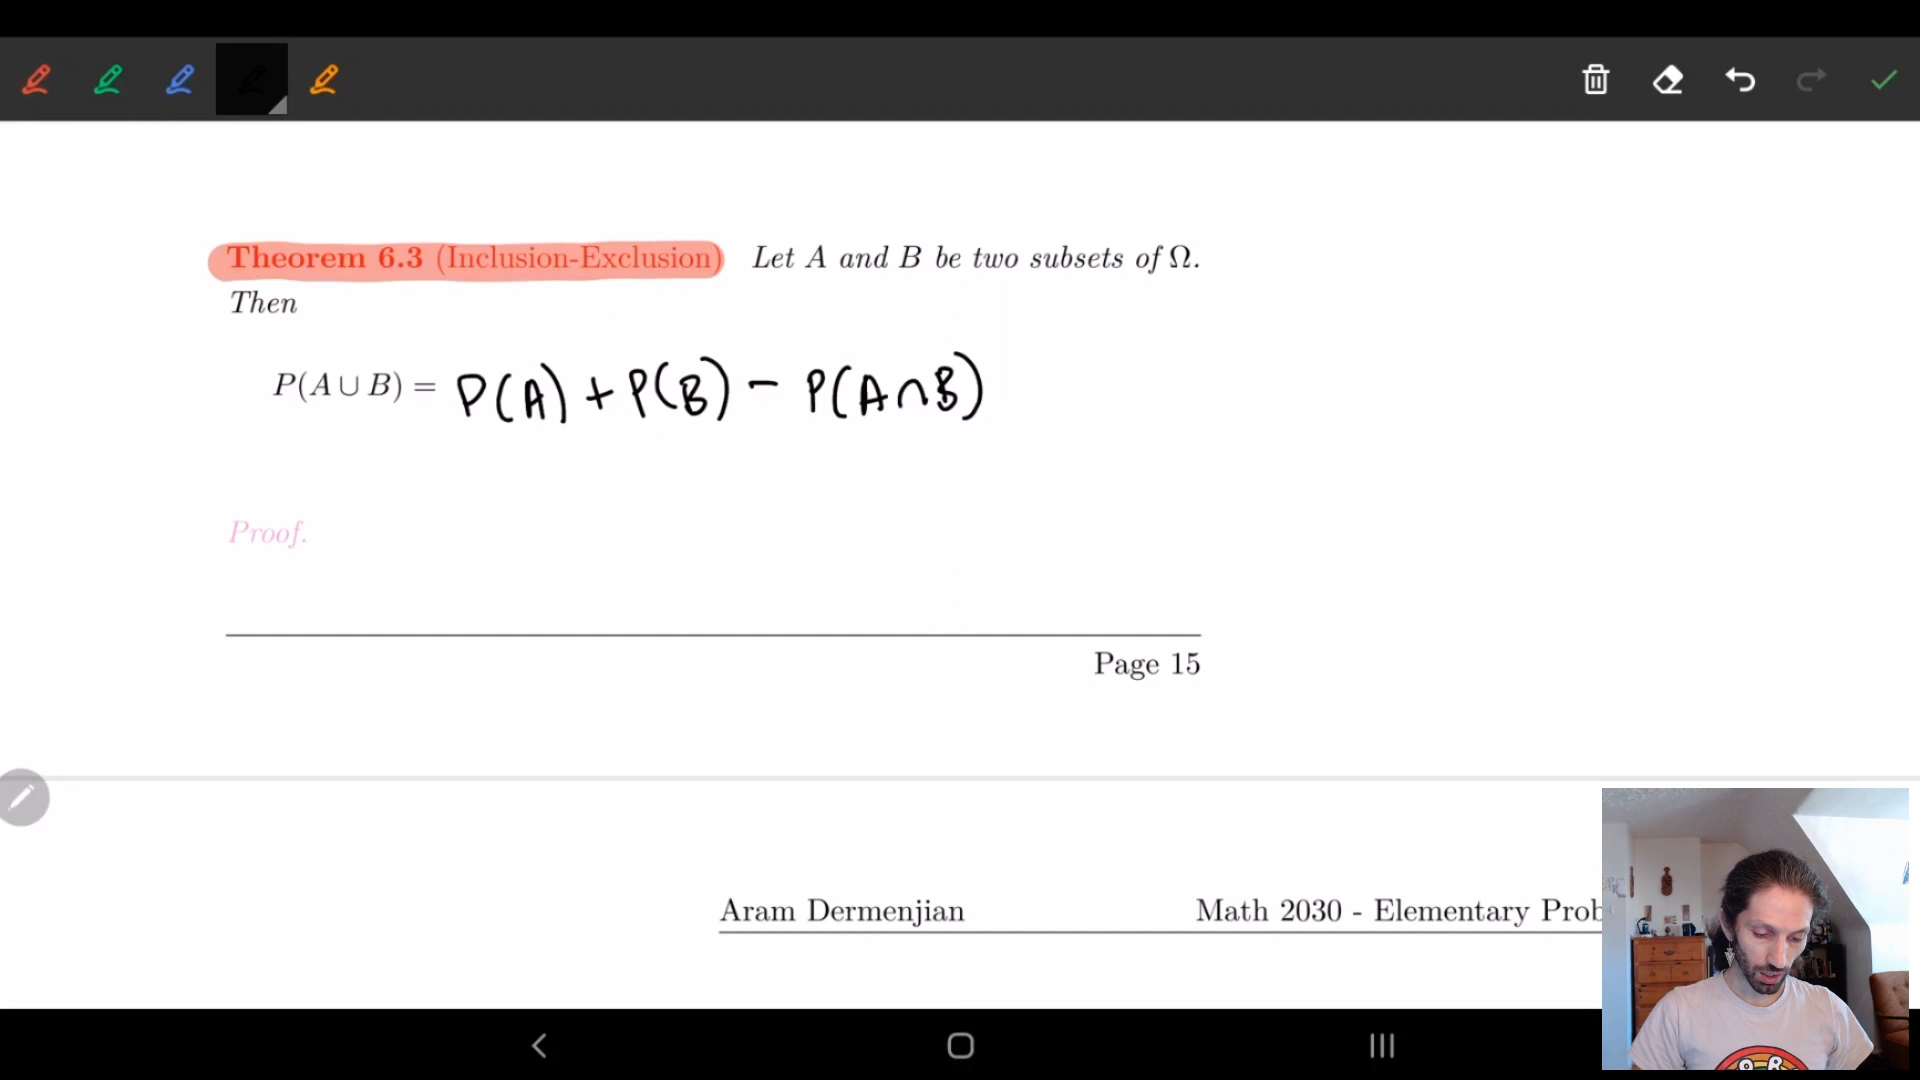 Theorem 6.3 (Inclusion-Exclusion) Let A and B be two subsets of Ω.
Then
P(A ∪ B) = P(A) + P(B) - P(A∩B)
Proof.
Page 15
Aram Dermenjian Math 2030 - Elementary Prob